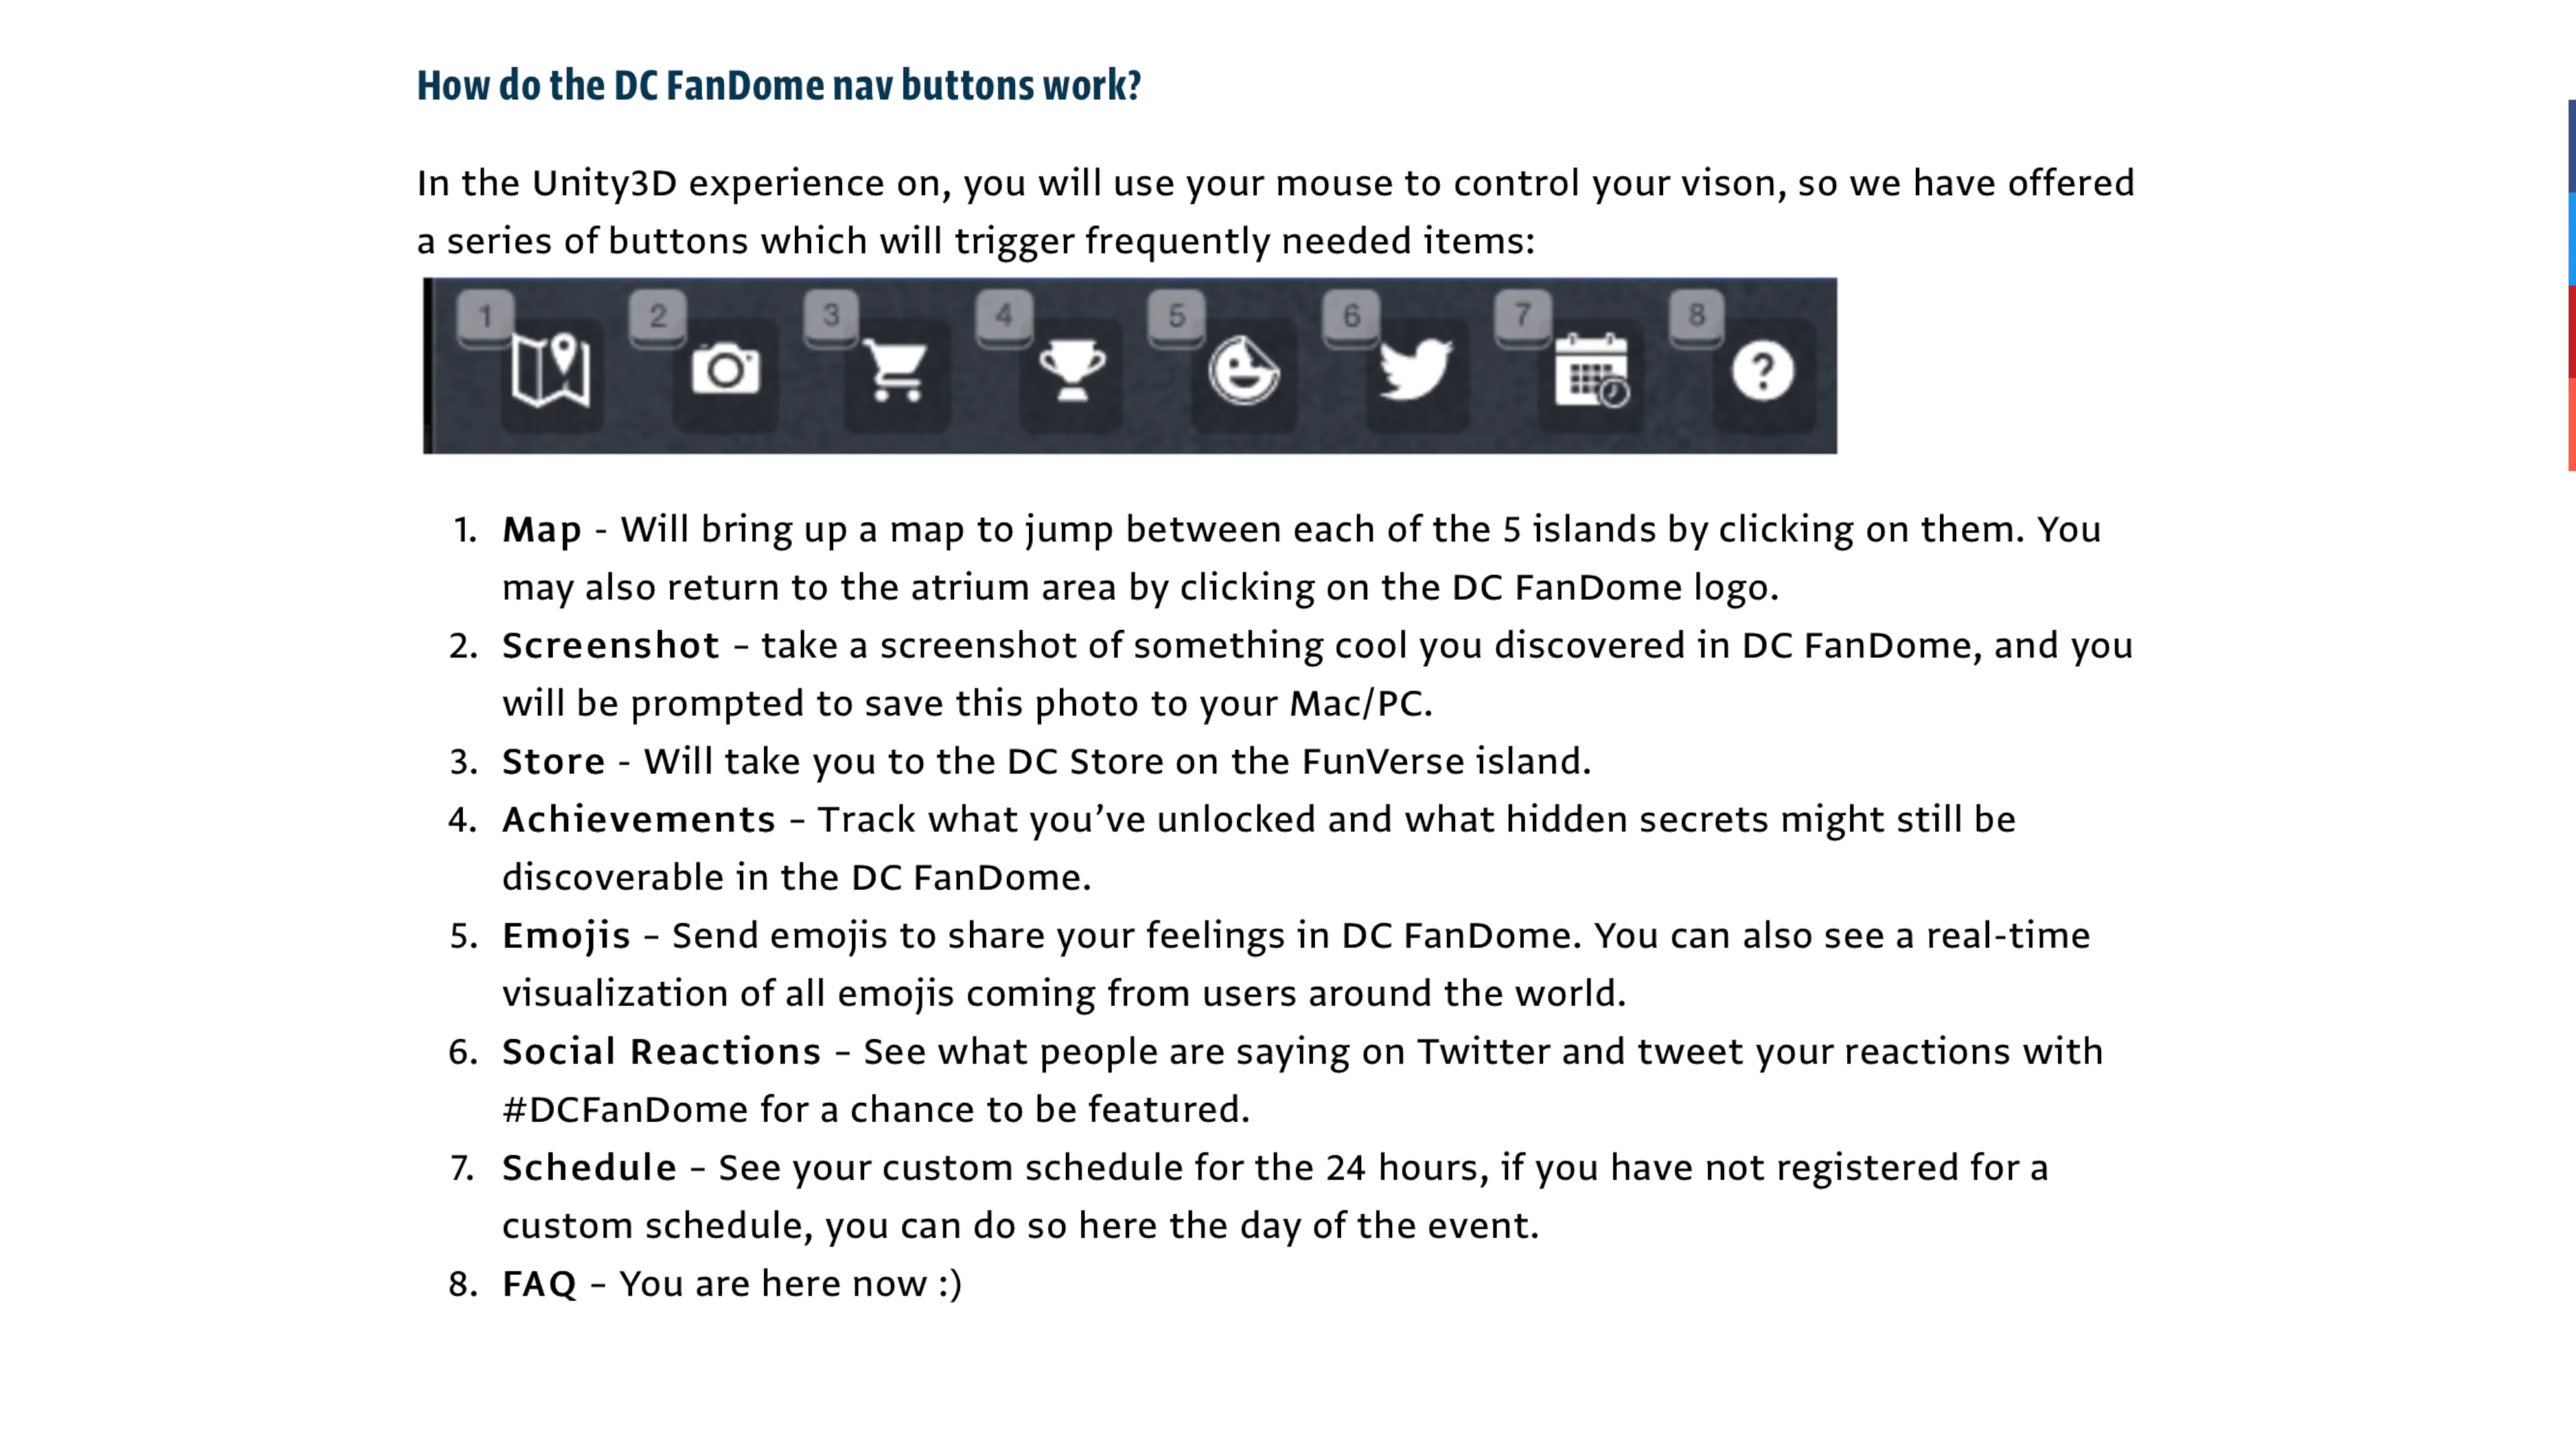 How do the DC FanDome nav buttons work?
In the Unity3D experience on, you will use your mouse to control your vison, so we have offered
a series of buttons which will trigger frequently needed items:
1 2 3 4 5 6 7 8
1. Map - Will bring up a map to jump between each of the 5 islands by clicking on them. You
may also return to the atrium area by clicking on the DC FanDome logo.
2. Screenshot – take a screenshot of something cool you discovered in DC FanDome, and you
will be prompted to save this photo to your Mac/PC.
3. Store - Will take you to the DC Store on the FunVerse island.
4. Achievements – Track what you’ve unlocked and what hidden secrets might still be
discoverable in the DC FanDome.
5. Emojis – Send emojis to share your feelings in DC FanDome. You can also see a real-time
visualization of all emojis coming from users around the world.
6. Social Reactions – See what people are saying on Twitter and tweet your reactions with
#DCFanDome for a chance to be featured.
7. Schedule – See your custom schedule for the 24 hours, if you have not registered for a
custom schedule, you can do so here the day of the event.
8. FAQ – You are here now :)